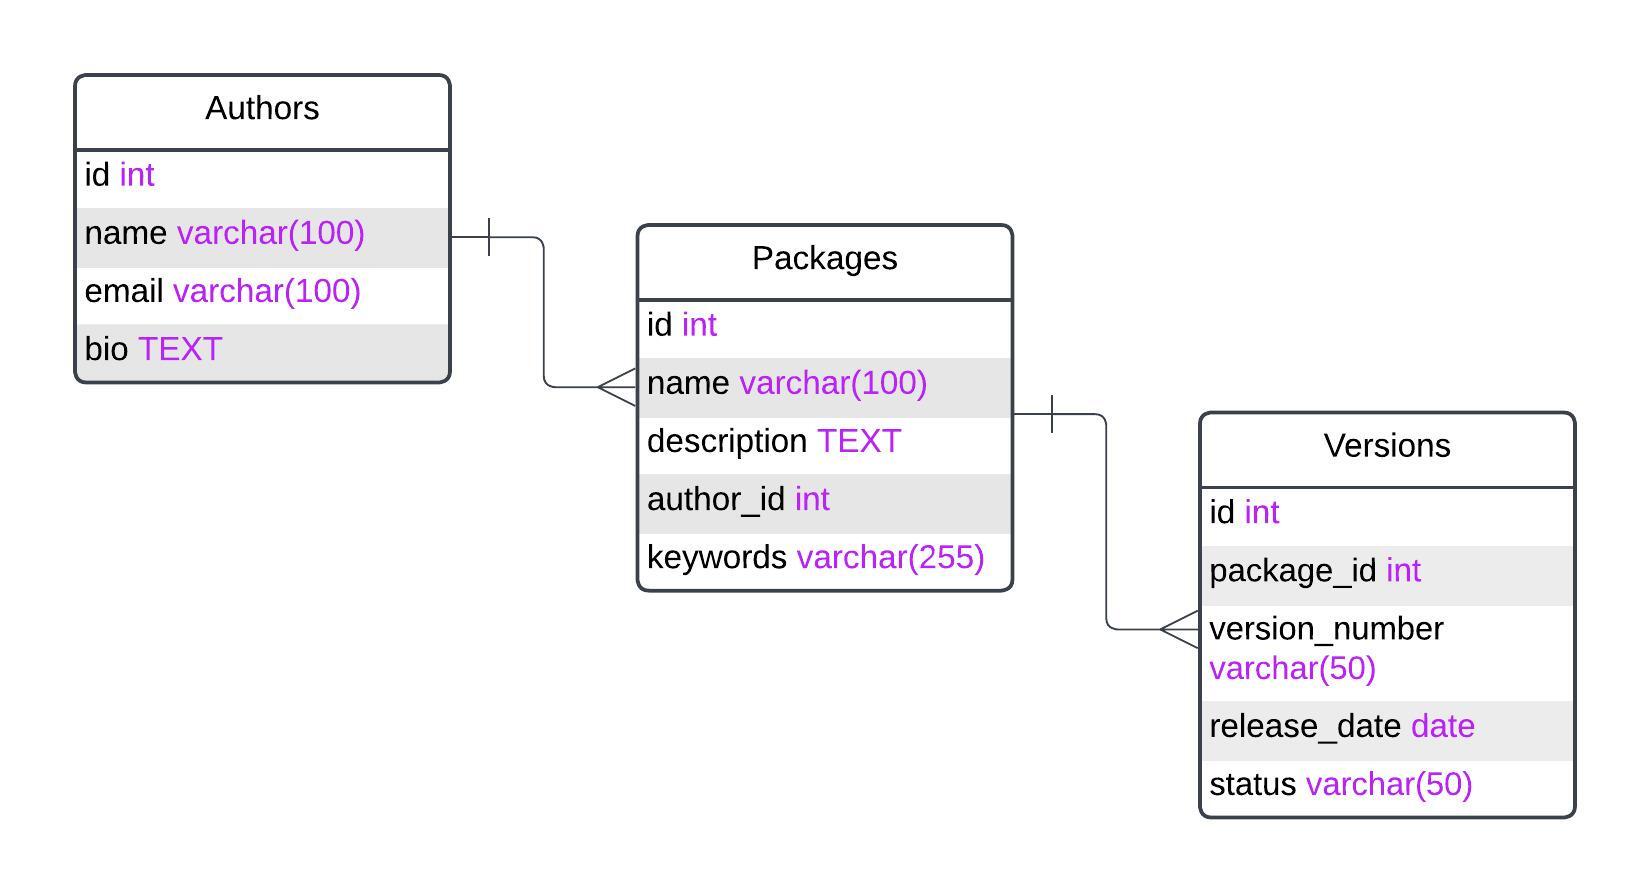 Authors
id int
name varchar(100)
email varchar(100)
bio TEXT
Packages
id int
name varchar(100)
description TEXT
author_id int
keywords varchar(255)
Versions
id int
package_id int
version_number
varchar(50)
release_date date
status varchar(50)